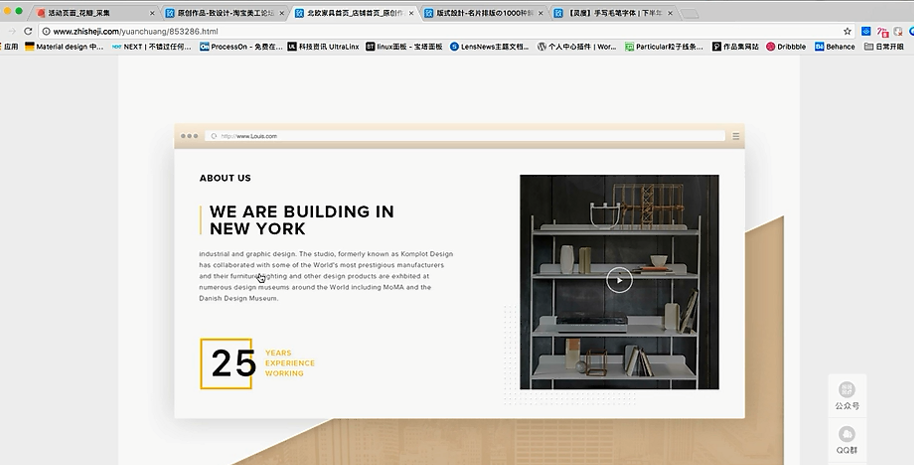 活动页面_花瓣_采集
原创作品-致设计-淘宝美工论坛
北欧家具首页_店铺首页_原创作
版式設計-名片排版の1000种
【灵度】手写毛笔字体 | 下半年
www.zhisheji.com/yuanchuang/853286.html
应用
Material design 中…
NEXT | 不错过任何…
ProcessOn - 免费在…
科技资讯 UltraLinx
linux面板 - 宝塔面板
LensNews主题文档…
个人中心插件 | Wor…
Particular粒子线条…
作品集网站
Dribbble
Behance
日常开眼
http://www.Louis.com
ABOUT US
WE ARE BUILDING IN
NEW YORK
industrial and graphic design. The studio, formerly known as Komplot Design
has collaborated with some of the World's most prestigious manufacturers
and their furniture lighting and other design products are exhibited at
numerous design museums around the World including MoMA and the
Danish Design Museum.
25
YEARS
EXPERIENCE
WORKING
公众号
QQ群